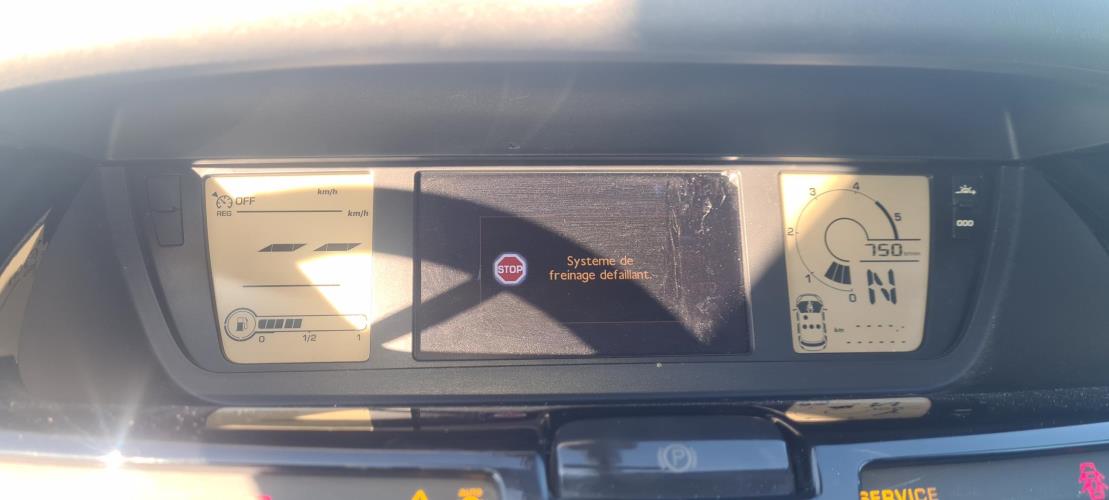 km/h
OFF
REG
km/h
0 1/2 1
STOP
Systeme de
freinage defaillant.
3 4
5
2
750
1
0
N
km
P
AUTO
SERVICE